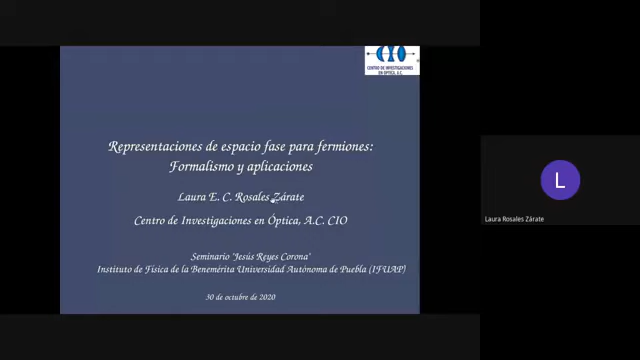 CIO
CENTRO DE INVESTIGACIONES
EN ÓPTICA, A.C.
Representaciones de espacio fase para fermiones:
Formalismo y aplicaciones
Laura E. C. Rosales Zárate
Centro de Investigaciones en Óptica, A.C. CIO
Seminario "Jesús Reyes Corona"
Instituto de Física de la Benemérita Universidad Autónoma de Puebla (IFUAP)
30 de octubre de 2020
L
Laura Rosales Zárate